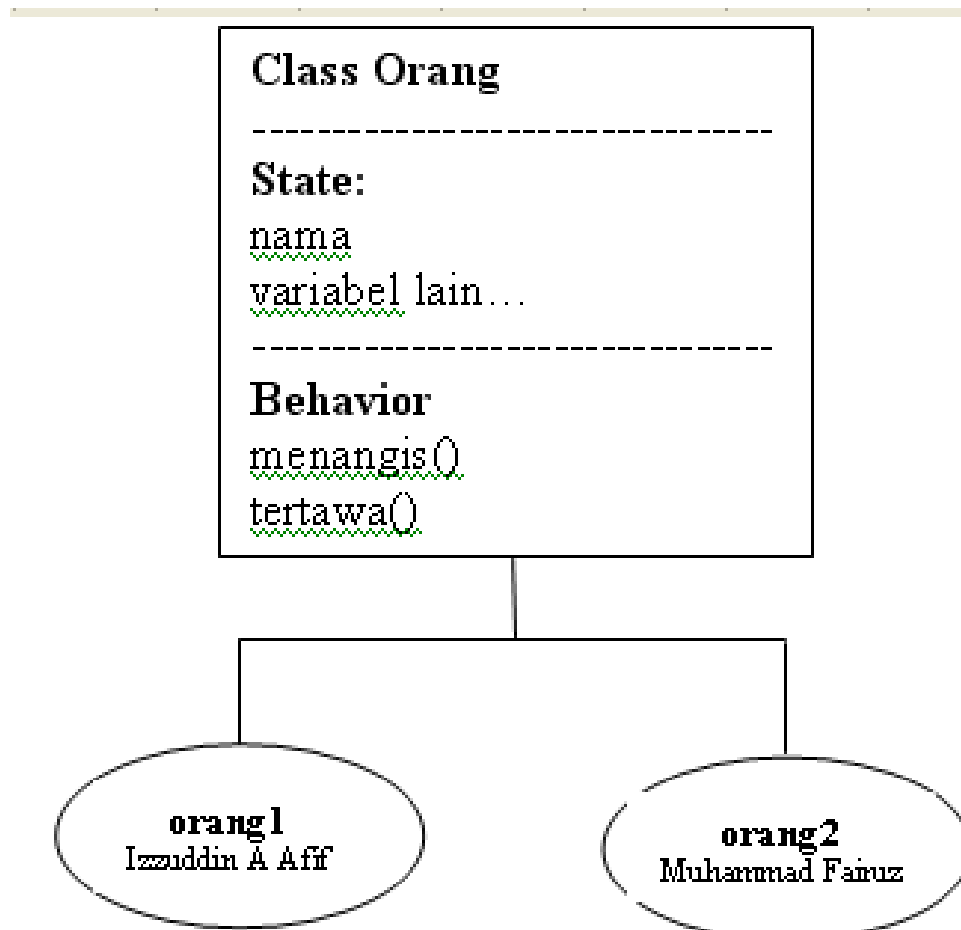 Class Orang
---------------------------------
State:
nama
variabel lain...
---------------------------------
Behavior
menangis()
tertawa()
orang1
Izzuddin A Afif
orang2
Muhammad Fairuz